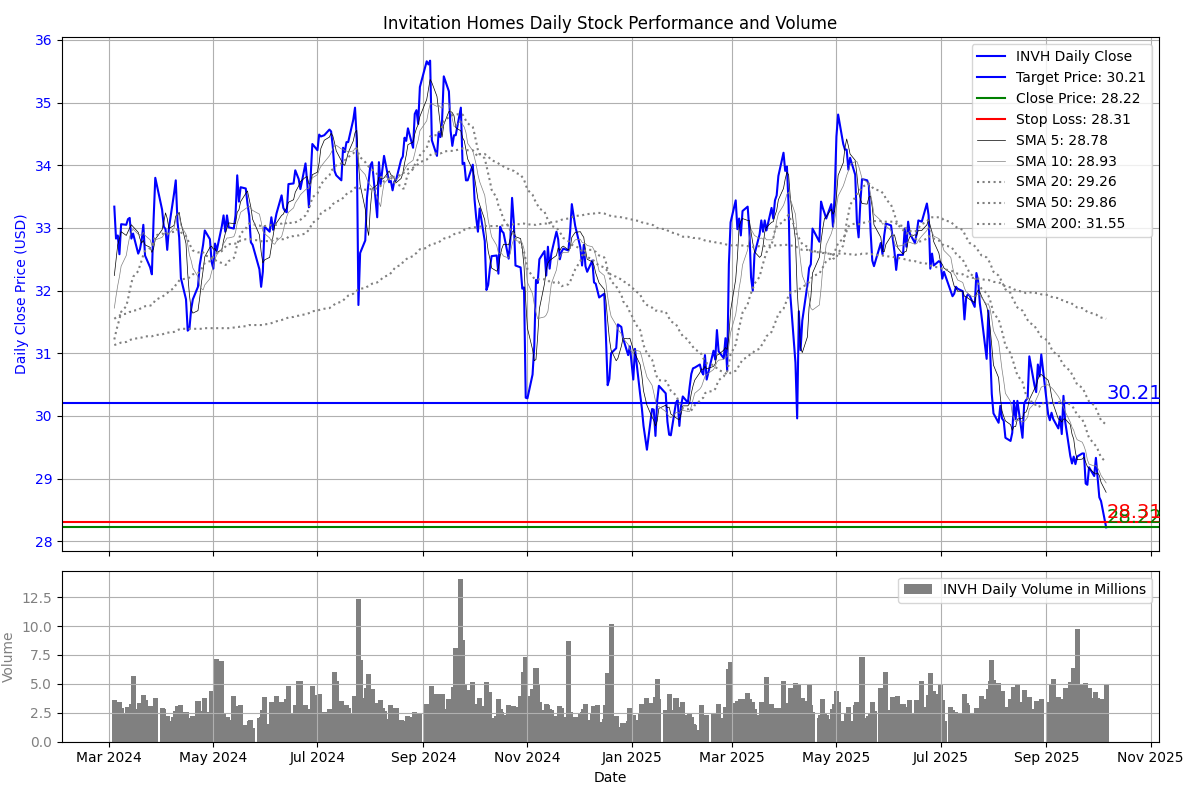 Invitation Homes Daily Stock Performance and Volume
36
35
34
33
32
31
30
29
28
Daily Close Price (USD)
INVH Daily Close
Target Price: 30.21
Close Price: 28.22
Stop Loss: 28.31
SMA 5: 28.78
SMA 10: 28.93
SMA 20: 29.26
SMA 50: 29.86
SMA 200: 31.55
30.21
28.31
28.22
12.5
10.0
7.5
5.0
2.5
0.0
Volume
INVH Daily Volume in Millions
Mar 2024 May 2024 Jul 2024 Sep 2024 Nov 2024 Jan 2025 Mar 2025 May 2025 Jul 2025 Sep 2025 Nov 2025
Date